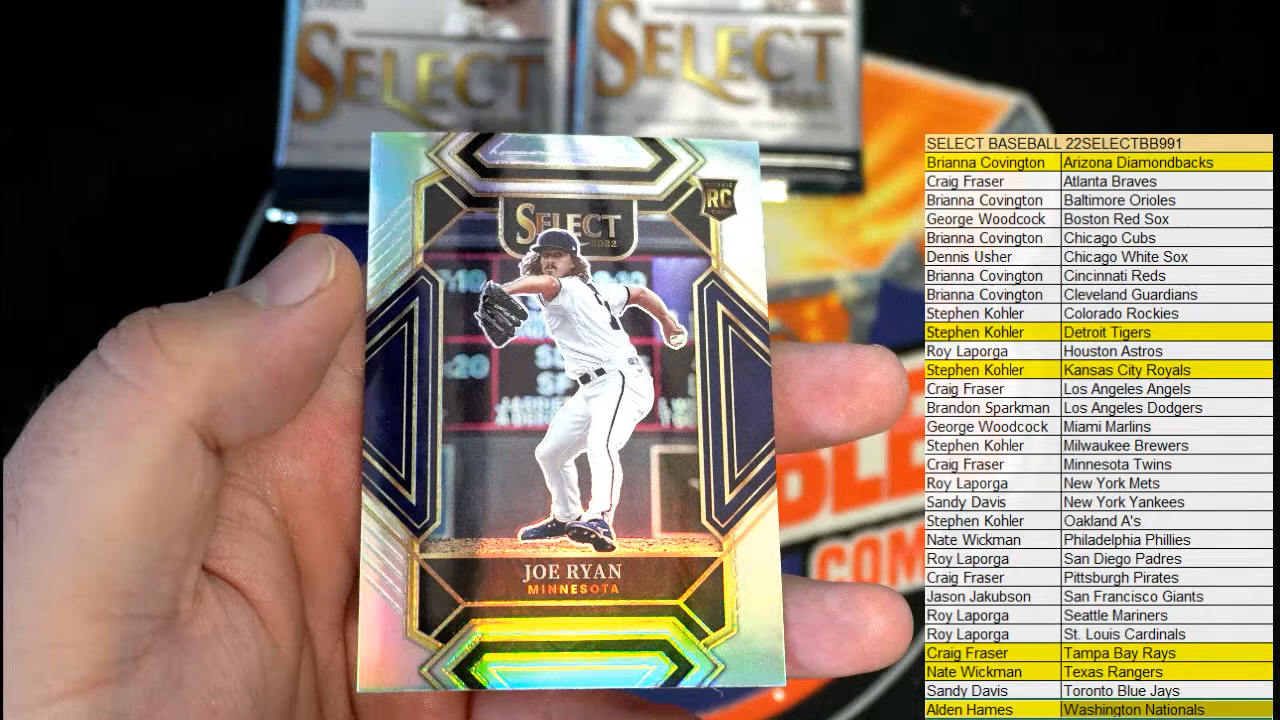 SELECT
SELECT
2022
ROOKIE
RC
CARD
SELECT
2022
JOE RYAN
MINNESOTA
COM
SELECT BASEBALL 22SELECTBB991
Brianna Covington Arizona Diamondbacks
Craig Fraser Atlanta Braves
Brianna Covington Baltimore Orioles
George Woodcock Boston Red Sox
Brianna Covington Chicago Cubs
Dennis Usher Chicago White Sox
Brianna Covington Cincinnati Reds
Brianna Covington Cleveland Guardians
Stephen Kohler Colorado Rockies
Stephen Kohler Detroit Tigers
Roy Laporga Houston Astros
Stephen Kohler Kansas City Royals
Craig Fraser Los Angeles Angels
Brandon Sparkman Los Angeles Dodgers
George Woodcock Miami Marlins
Stephen Kohler Milwaukee Brewers
Craig Fraser Minnesota Twins
Roy Laporga New York Mets
Sandy Davis New York Yankees
Stephen Kohler Oakland A's
Nate Wickman Philadelphia Phillies
Roy Laporga San Diego Padres
Craig Fraser Pittsburgh Pirates
Jason Jakubson San Francisco Giants
Roy Laporga Seattle Mariners
Roy Laporga St. Louis Cardinals
Craig Fraser Tampa Bay Rays
Nate Wickman Texas Rangers
Sandy Davis Toronto Blue Jays
Alden Hames Washington Nationals